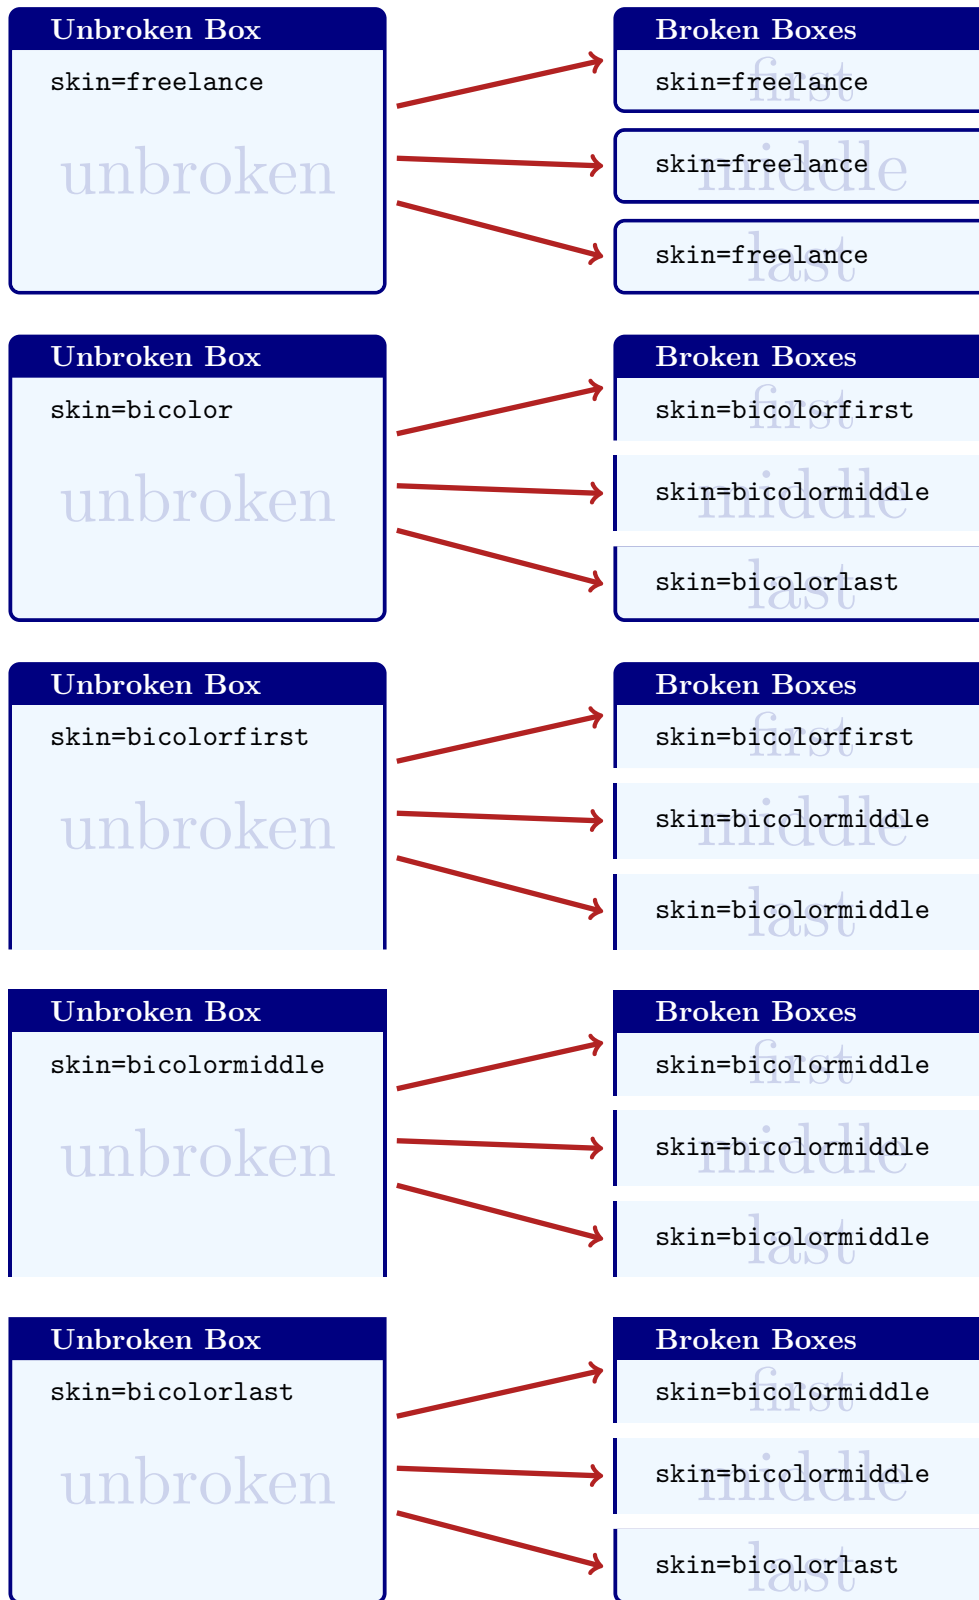 Unbroken Box
skin=freelance
unbroken
Broken Boxes
first
skin=freelance
middle
skin=freelance
last
skin=freelance
Unbroken Box
skin=bicolor
unbroken
Broken Boxes
first
skin=bicolorfirst
middle
skin=bicolormiddle
last
skin=bicolorlast
Unbroken Box
skin=bicolorfirst
unbroken
Broken Boxes
first
skin=bicolorfirst
middle
skin=bicolormiddle
last
skin=bicolormiddle
Unbroken Box
skin=bicolormiddle
unbroken
Broken Boxes
first
skin=bicolormiddle
middle
skin=bicolormiddle
last
skin=bicolormiddle
Unbroken Box
skin=bicolorlast
unbroken
Broken Boxes
first
skin=bicolormiddle
middle
skin=bicolormiddle
last
skin=bicolorlast